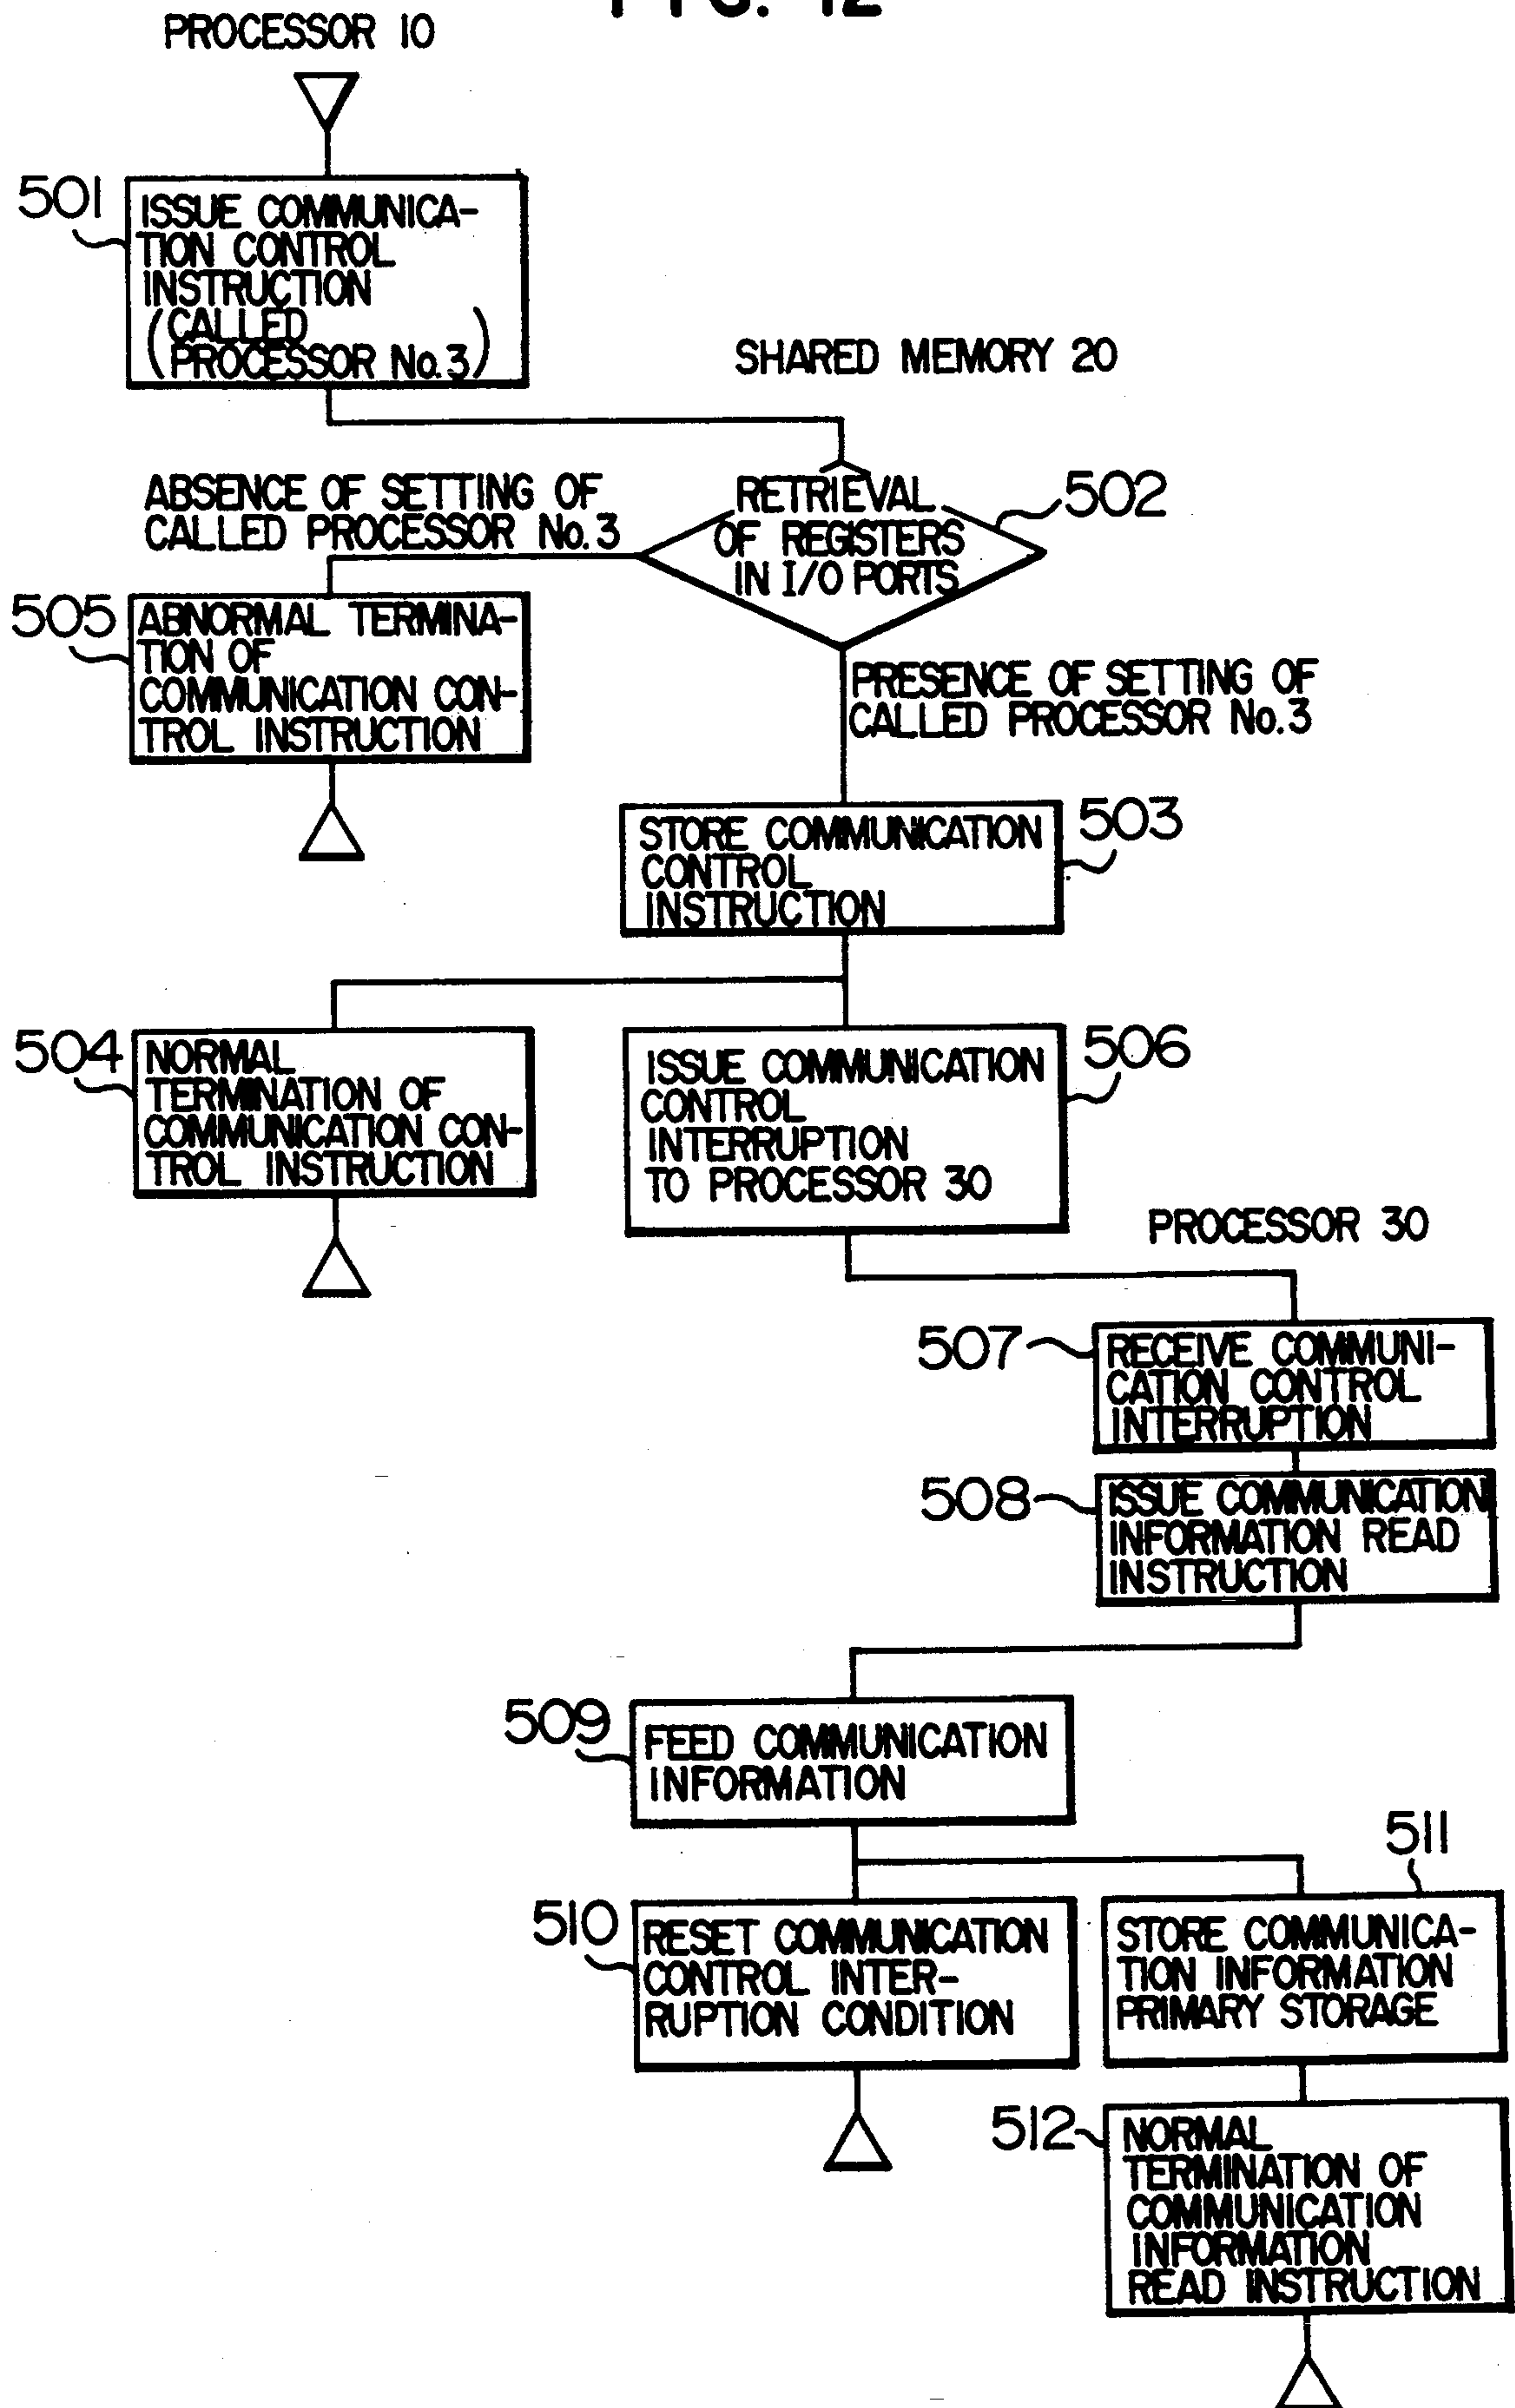 FIG. 12
PROCESSOR 10
501
ISSUE COMMUNICA-
TION CONTROL
INSTRUCTION
(CALLED
PROCESSOR No. 3)
SHARED MEMORY 20
ABSENCE OF SETTING OF
CALLED PROCESSOR No. 3
RETRIEVAL
OF REGISTERS
IN I/O PORTS
502
505
ABNORMAL TERMINA-
TION OF
COMMUNICATION CON-
TROL INSTRUCTION
PRESENCE OF SETTING OF
CALLED PROCESSOR No. 3
STORE COMMUNICATION
CONTROL
INSTRUCTION
503
504
NORMAL
TERMINATION OF
COMMUNICATION CON-
TROL INSTRUCTION
ISSUE COMMUNICATION
CONTROL
INTERRUPTION
TO PROCESSOR 30
506
PROCESSOR 30
507
RECEIVE COMMUNI-
CATION CONTROL
INTERRUPTION
508
ISSUE COMMUNICATION
INFORMATION READ
INSTRUCTION
509
FEED COMMUNICATION
INFORMATION
510
RESET COMMUNICATION
CONTROL INTER-
RUPTION CONDITION
511
STORE COMMUNICA-
TION INFORMATION
PRIMARY STORAGE
512
NORMAL
TERMINATION OF
COMMUNICATION
INFORMATION
READ INSTRUCTION